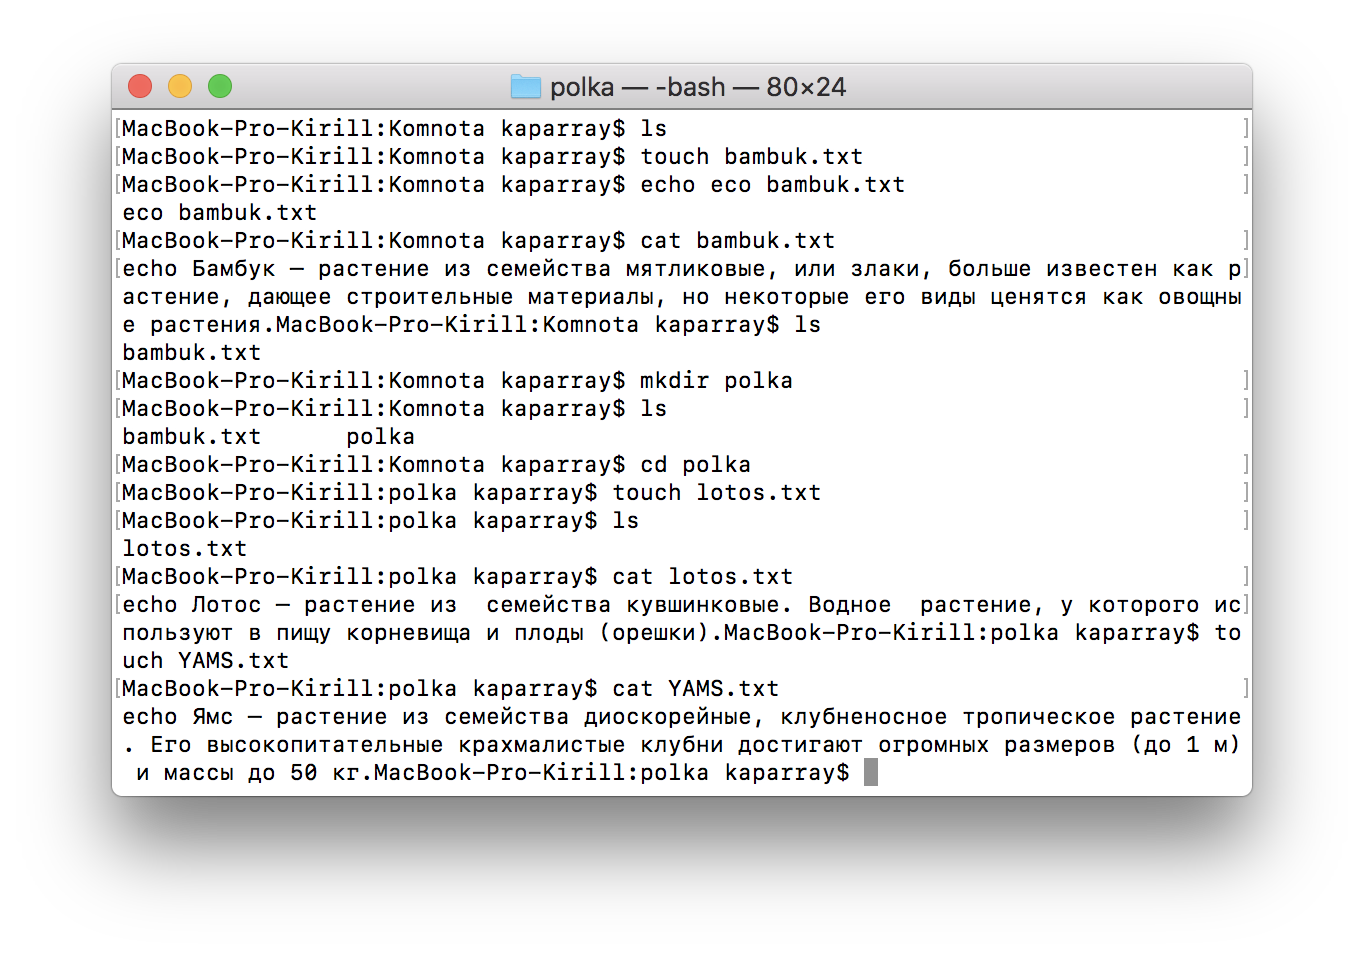 polka — -bash — 80×24
MacBook-Pro-Kirill:Komnota kaparray$ ls
MacBook-Pro-Kirill:Komnota kaparray$ touch bambuk.txt
MacBook-Pro-Kirill:Komnota kaparray$ echo eco bambuk.txt
eco bambuk.txt
MacBook-Pro-Kirill:Komnota kaparray$ cat bambuk.txt
echo Бамбук — растение из семейства мятликовые, или злаки, больше известен как р
астение, дающее строительные материалы, но некоторые его виды ценятся как овощны
е растения.MacBook-Pro-Kirill:Komnota kaparray$ ls
bambuk.txt
MacBook-Pro-Kirill:Komnota kaparray$ mkdir polka
MacBook-Pro-Kirill:Komnota kaparray$ ls
bambuk.txt      polka
MacBook-Pro-Kirill:Komnota kaparray$ cd polka
MacBook-Pro-Kirill:polka kaparray$ touch lotos.txt
MacBook-Pro-Kirill:polka kaparray$ ls
lotos.txt
MacBook-Pro-Kirill:polka kaparray$ cat lotos.txt
echo Лотос — растение из  семейства кувшинковые. Водное  растение, у которого ис
пользуют в пищу корневища и плоды (орешки).MacBook-Pro-Kirill:polka kaparray$ to
uch YAMS.txt
MacBook-Pro-Kirill:polka kaparray$ cat YAMS.txt
echo Ямс — растение из семейства диоскорейные, клубненосное тропическое растение
. Его высокопитательные крахмалистые клубни достигают огромных размеров (до 1 м)
 и массы до 50 кг.MacBook-Pro-Kirill:polka kaparray$